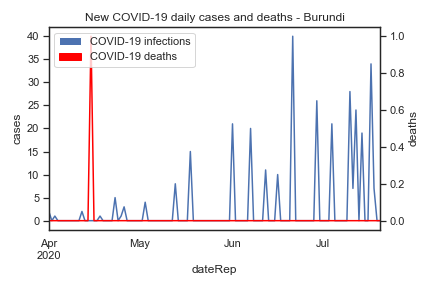 New COVID-19 daily cases and deaths - Burundi
COVID-19 infections
COVID-19 deaths
40
35
30
25
20
15
10
5
0
cases
1.0
0.8
0.6
0.4
0.2
0.0
deaths
Apr
2020
May
Jun
Jul
dateRep